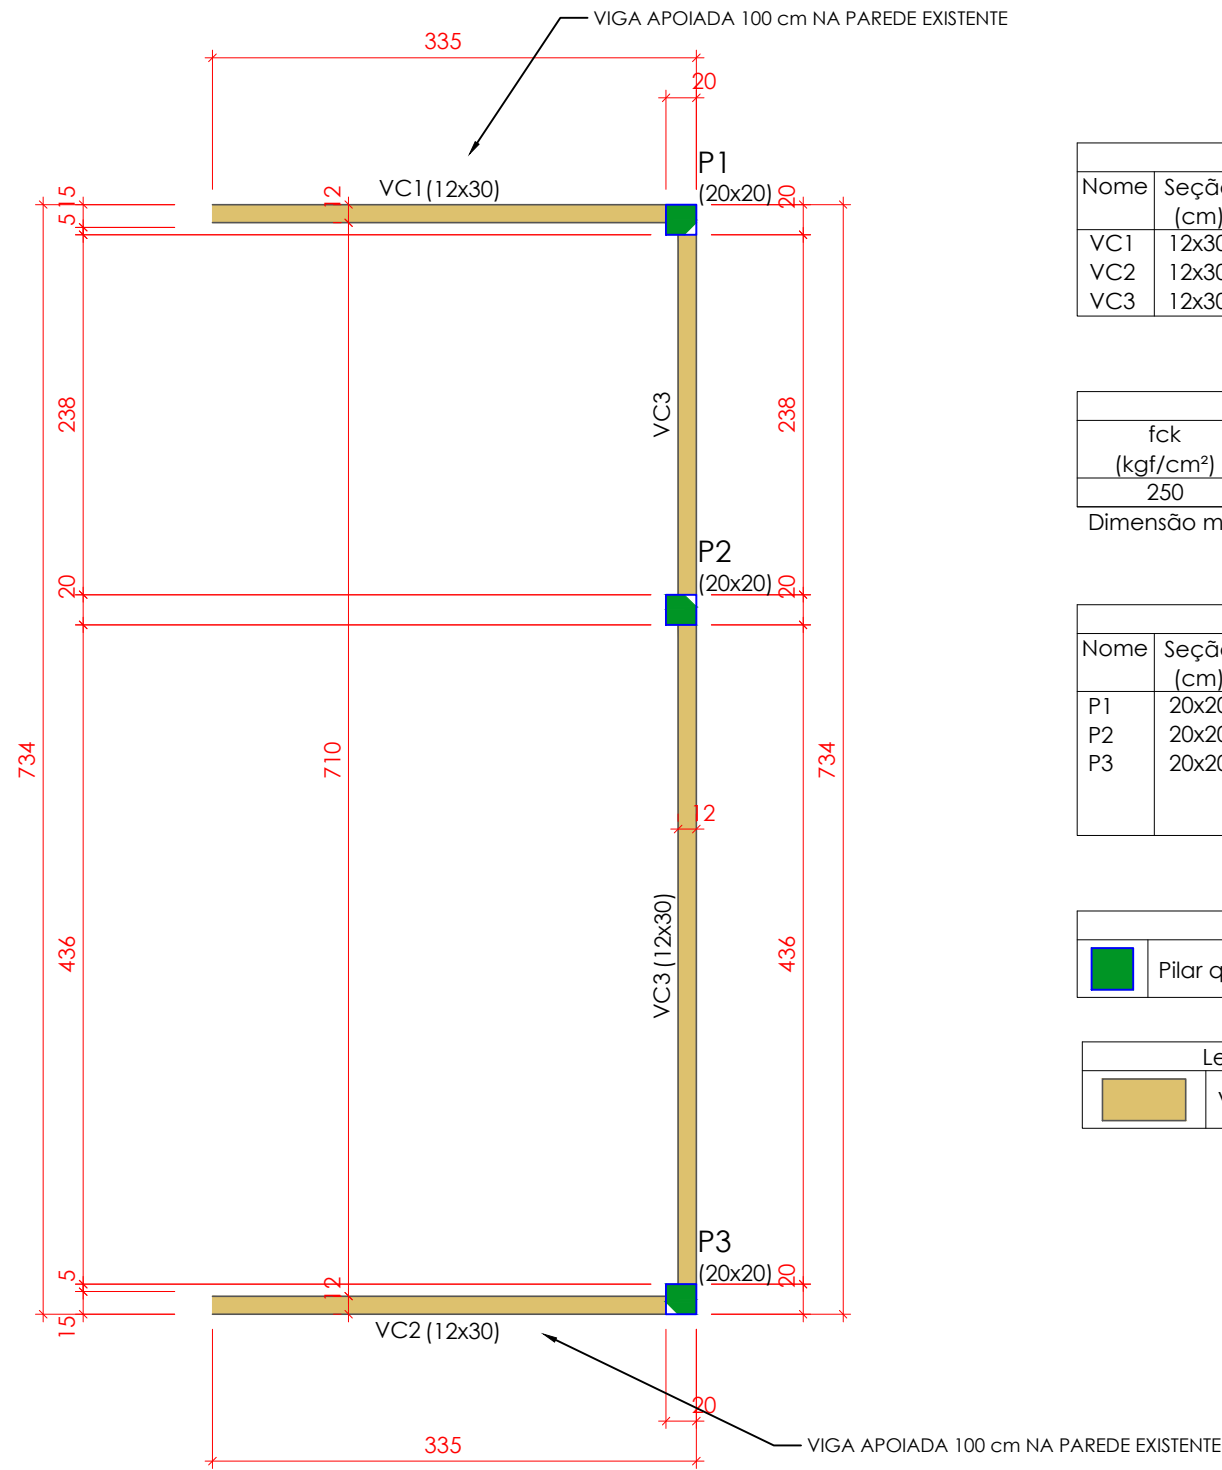 VIGA APOIADA 100 cm NA PAREDE EXISTENTE
335
20
P1
(20x20)
VC1(12x30)
12
15
5
20
238
VC3
238
P2
(20x20)
20
20
734
710
734
12
436
VC3 (12x30)
436
P3
(20x20)
5
12
20
15
VC2 (12x30)
20
335
VIGA APOIADA 100 cm NA PAREDE EXISTENTE
Nome
(cm)
VC1 12x30
VC2 12x30
VC3 12x30
fck
(kgf/cm²)
250
Nome
(cm)
P1 20x20
P2 20x20
P3 20x20
Pilar